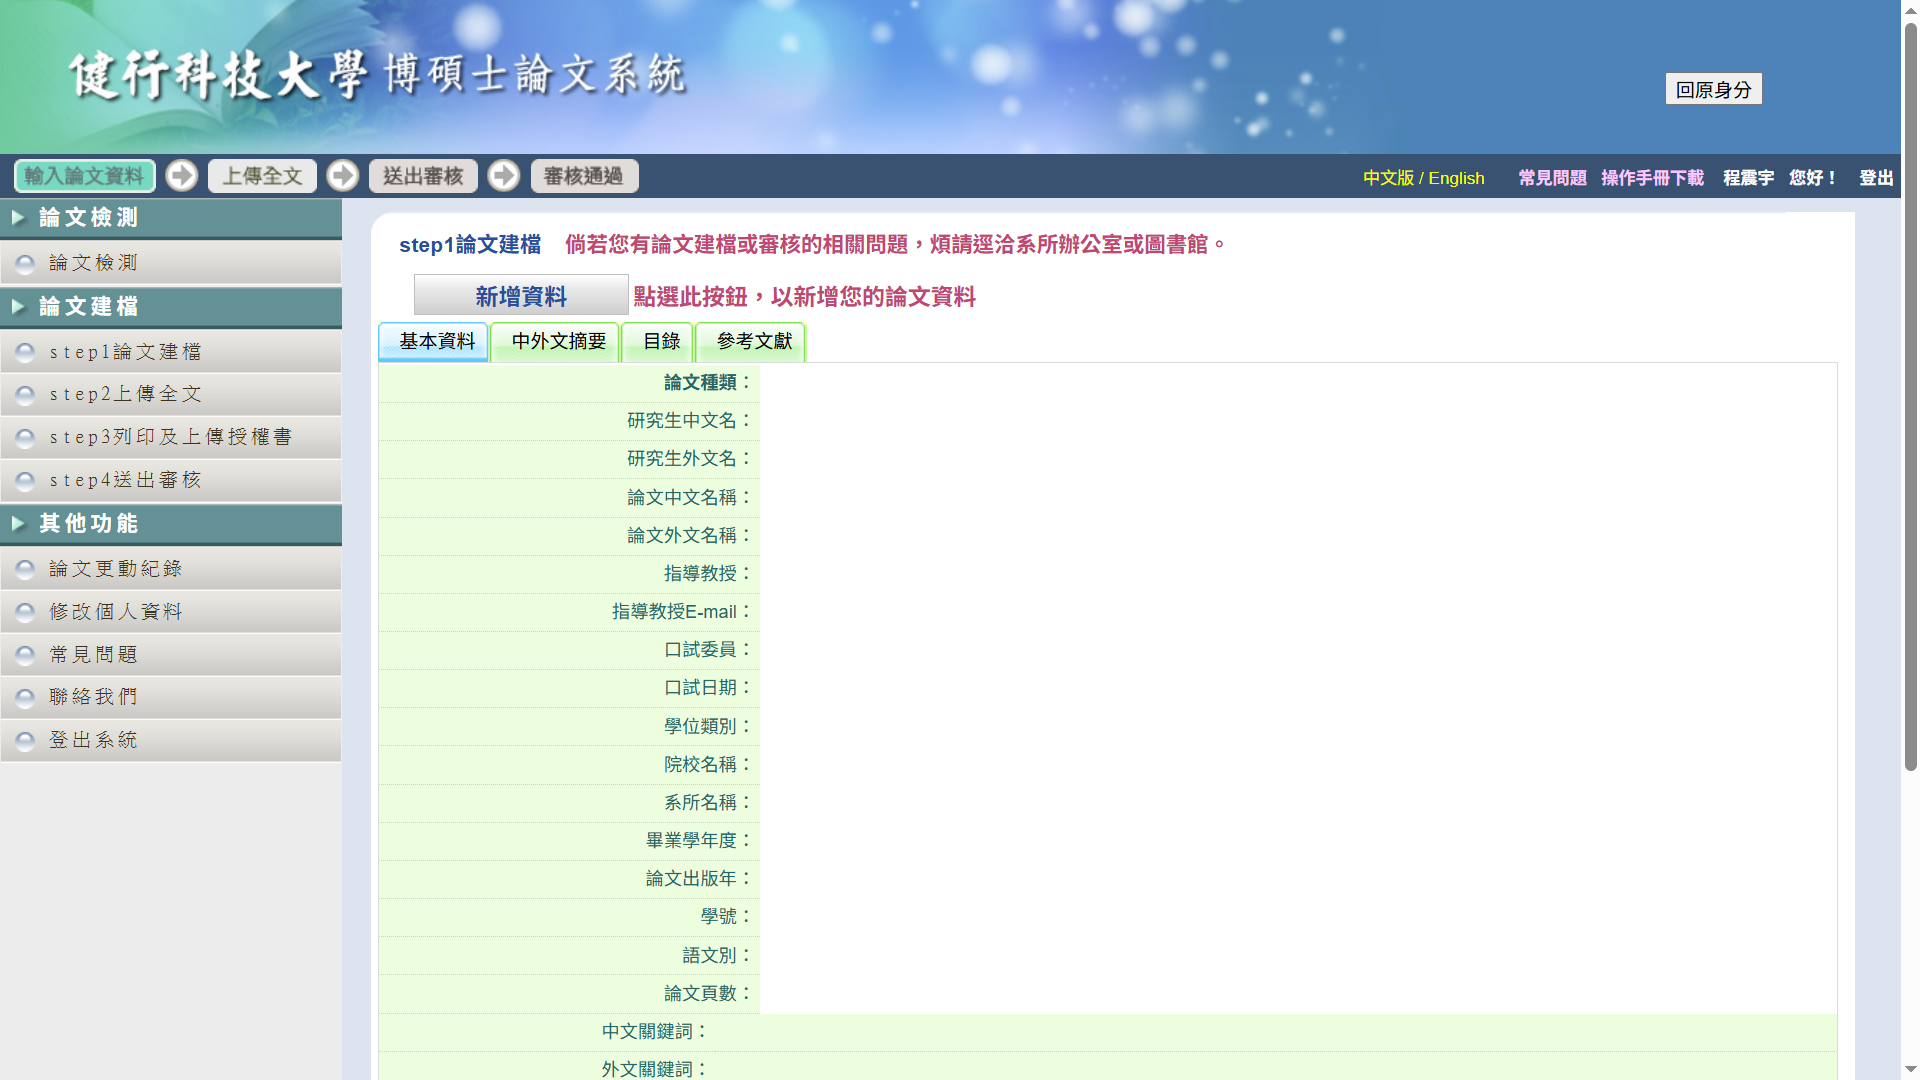 健行科技大學 博碩士論文系統
回原身分
輸入論文資料 上傳全文 送出審核 審核通過
中文版 / English 常見問題 操作手冊下載 程震宇 您好！ 登出
論文檢測
論文檢測
論文建檔
step1論文建檔
step2上傳全文
step3列印及上傳授權書
step4送出審核
其他功能
論文更動紀錄
修改個人資料
常見問題
聯絡我們
登出系統
step1論文建檔 倘若您有論文建檔或審核的相關問題，煩請逕洽系所辦公室或圖書館。
新增資料 點選此按鈕，以新增您的論文資料
基本資料 中外文摘要 目錄 參考文獻
論文種類：
研究生中文名：
研究生外文名：
論文中文名稱：
論文外文名稱：
指導教授：
指導教授E-mail：
口試委員：
口試日期：
學位類別：
院校名稱：
系所名稱：
畢業學年度：
論文出版年：
學號：
語文別：
論文頁數：
中文關鍵詞：
外文關鍵詞：